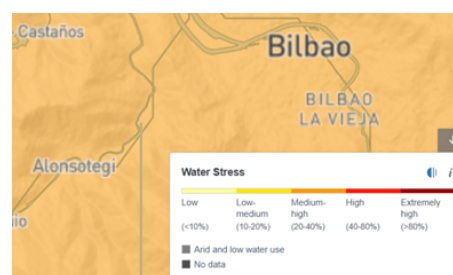 Castaños
Bilbao
BILBAO
LA VIEJA
Alonsotegi
io
Water Stress
Low
Low-
medium
Medium-
high
High
Extremely
high
(<10%)
(10-20%)
(20-40%)
(40-80%)
(>80%)
Arid and low water use
No data